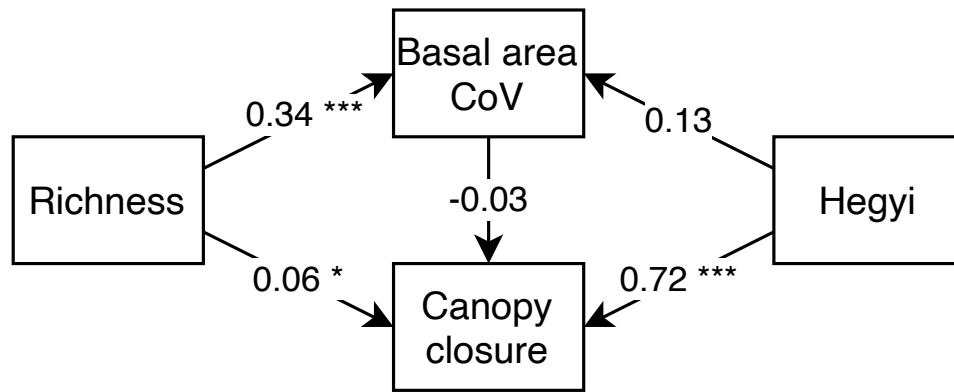 Basal area
CoV
0.34 ***
0.13
Richness
-0.03
Hegyi
0.06 *
0.72 ***
Canopy
closure